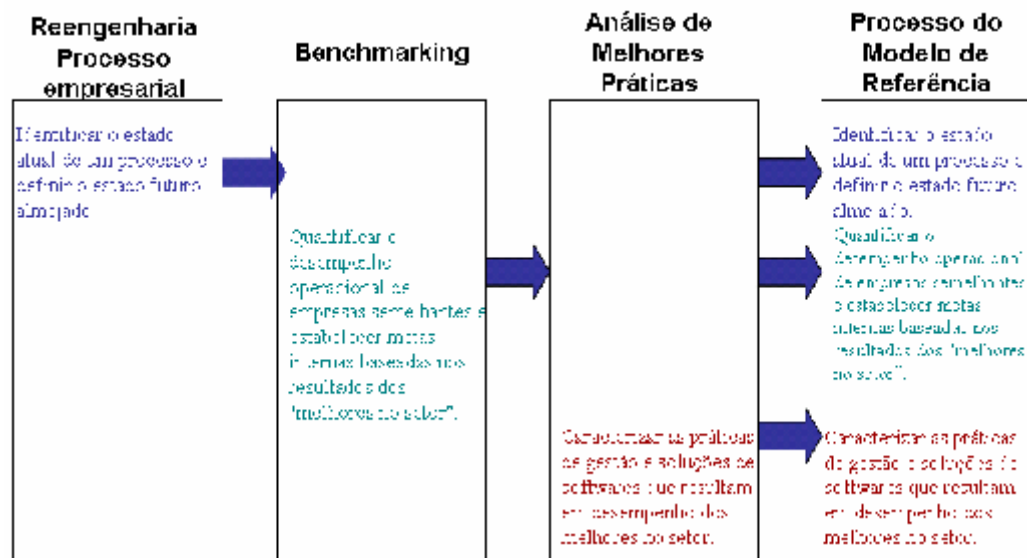 Reengenharia
Processo
empresarial
Identificar o estado
atual de um processo e
definir o estado futuro
almejado
Benchmarking
Quantificar o
desempenho
operacional de
empresas semelhantes e
estabelecer metas
internas baseadas nos
resultados dos
"melhores no setor".
Análise de
Melhores
Práticas
Caracterizar as práticas
de gestão e soluções de
softwares que resultam
em desempenho dos
melhores no setor.
Processo do
Modelo de
Referência
Identificar o estado
atual de um processo e
definir o estado futuro
almejado.
Quantificar o
desempenho operacional
de empresas semelhantes
e estabelecer metas
internas baseadas nos
resultados dos "melhores
no setor".
Caracterizar as práticas
de gestão e soluções de
softwares que resultam
em desempenho dos
melhores no setor.